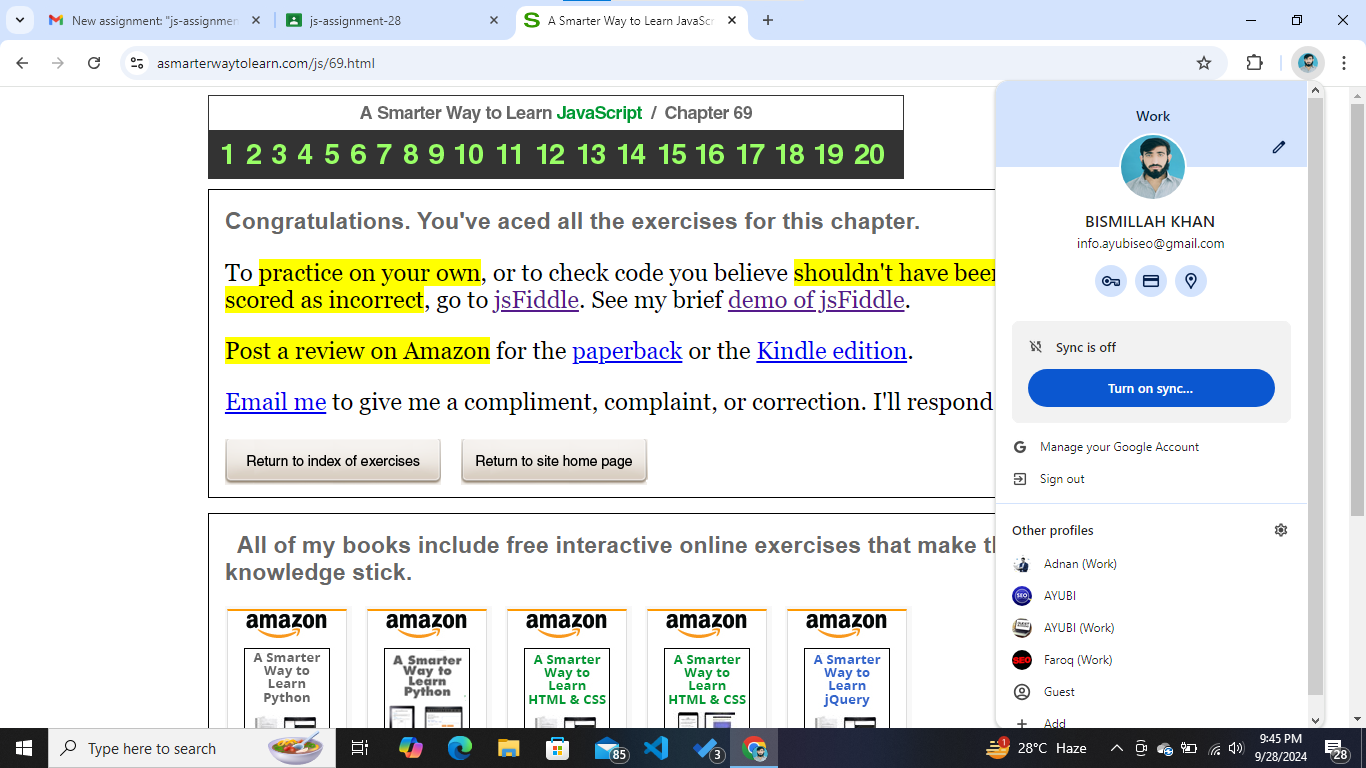 New assignment: "js-assignmen
js-assignment-28
A Smarter Way to Learn JavaScr
asmarterwaytolearn.com/js/69.html
A Smarter Way to Learn JavaScript / Chapter 69
1 2 3 4 5 6 7 8 9 10 11 12 13 14 15 16 17 18 19 20
Congratulations. You've aced all the exercises for this chapter.
To practice on your own, or to check code you believe shouldn't have been
scored as incorrect, go to jsFiddle. See my brief demo of jsFiddle.
Post a review on Amazon for the paperback or the Kindle edition.
Email me to give me a compliment, complaint, or correction. I'll respond
Return to index of exercises
Return to site home page
All of my books include free interactive online exercises that make th
knowledge stick.
amazon
A Smarter
Way to
Learn
Python
amazon
A Smarter
Way to
Learn
Python
amazon
A Smarter
Way to
Learn
HTML & CSS
amazon
A Smarter
Way to
Learn
HTML & CSS
amazon
A Smarter
Way to
Learn
jQuery
Work
BISMILLAH KHAN
info.ayubiseo@gmail.com
Sync is off
Turn on sync...
Manage your Google Account
Sign out
Other profiles
Adnan (Work)
AYUBI
AYUBI (Work)
Faroq (Work)
Guest
Add
Type here to search
85
3
1
28°C Haze
9:45 PM
9/28/2024
28